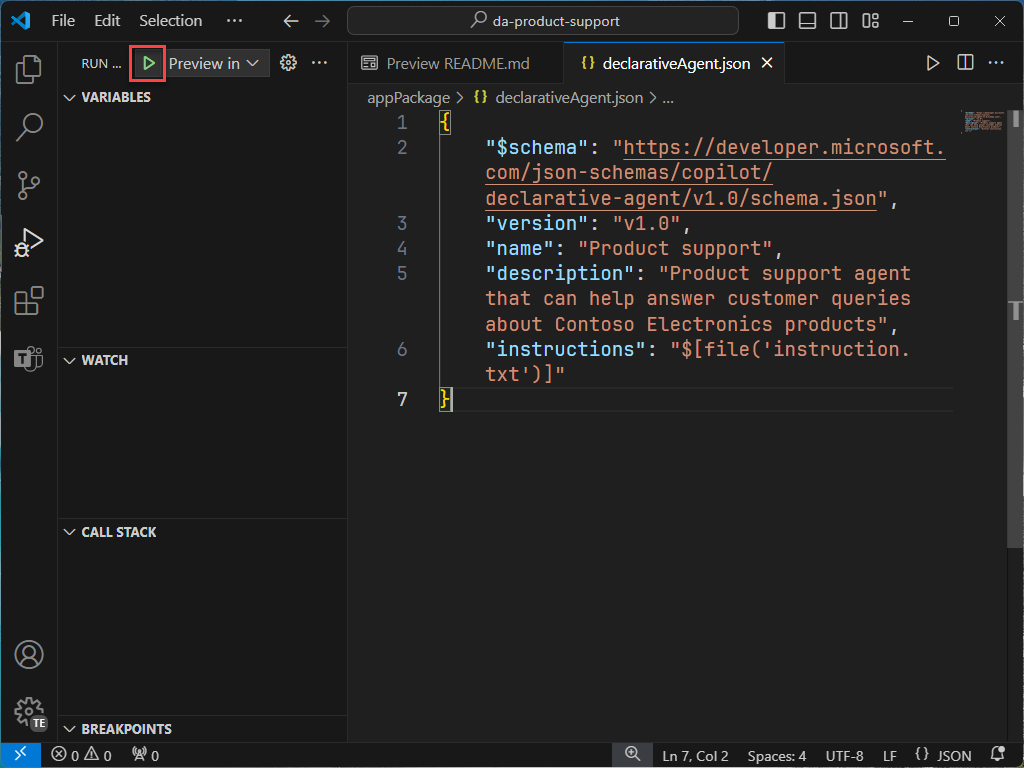 File Edit Selection ··· da-product-support
RUN ... Preview in ···
Preview README.md {} declarativeAgent.json
VARIABLES
appPackage > {} declarativeAgent.json > ...
1 {
2 "$schema": "https://developer.microsoft.
com/json-schemas/copilot/
declarative-agent/v1.0/schema.json",
3 "version": "v1.0",
4 "name": "Product support",
5 "description": "Product support agent
that can help answer customer queries
about Contoso Electronics products",
6 "instructions": "$[file('instruction.
txt')]"
7 }
WATCH
CALL STACK
TE
BREAKPOINTS
0 0 0 Ln 7, Col 2 Spaces: 4 UTF-8 LF {} JSON